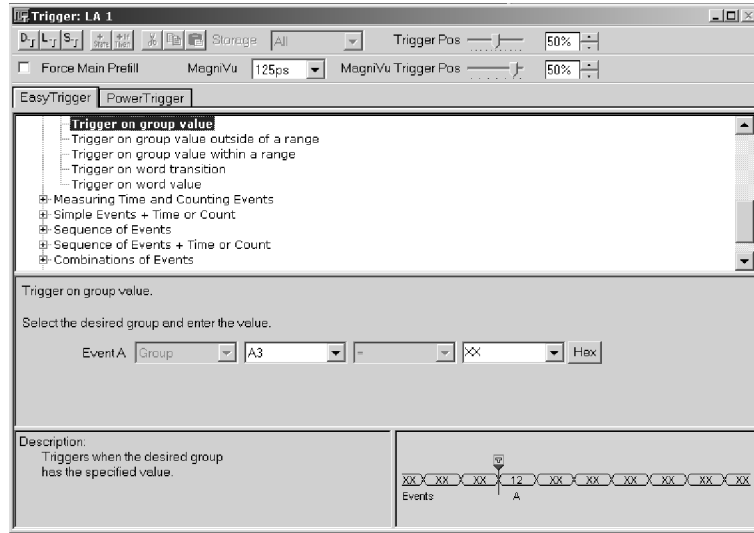 Trigger: LA 1
Storage All Trigger Pos 50%
Force Main Prefill MagniVu 125ps MagniVu Trigger Pos 50%
EasyTrigger PowerTrigger
Trigger on group value
Trigger on group value outside of a range
Trigger on group value within a range
Trigger on word transition
Trigger on word value
Measuring Time and Counting Events
Simple Events + Time or Count
Sequence of Events
Sequence of Events + Time or Count
Combinations of Events
Trigger on group value.
Select the desired group and enter the value.
Event A Group A3 = XX Hex
Description:
Triggers when the desired group
has the specified value.
XX XX XX 12 XX XX XX XX XX XX
Events A